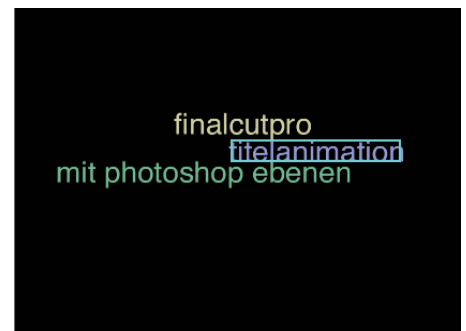 finalcutpro
titelanimation
mit photoshop ebenen